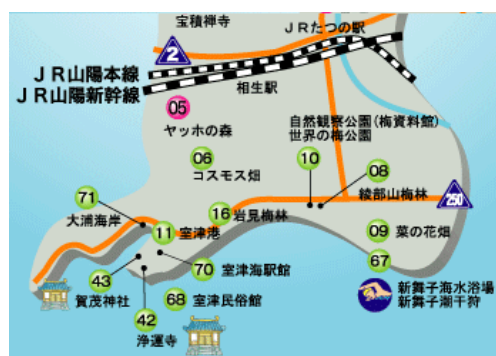 宝積禅寺
JRたつの駅
2
JR山陽本線
JR山陽新幹線
相生駅
05
ヤッホの森
自然観察公園(梅資料館)
世界の梅公園
06
コスモス畑
10
08
綾部山梅林
250
71
大浦海岸
16
岩見梅林
11
室津港
09
菜の花畑
43
賀茂神社
70
室津海駅館
67
新舞子海水浴場
新舞子潮干狩
68
室津民俗館
42
浄運寺